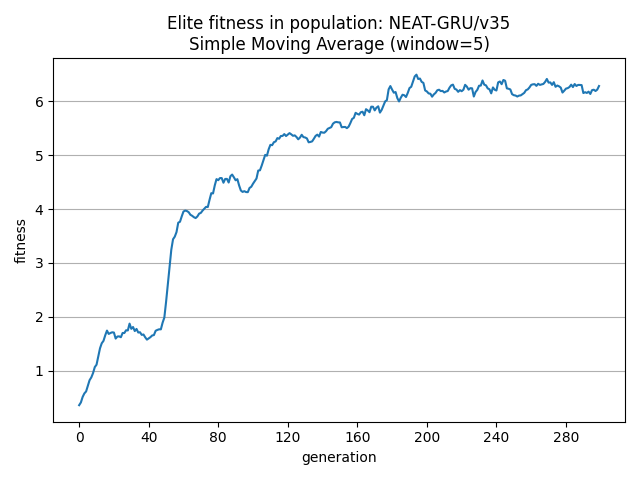 Elite fitness in population: NEAT-GRU/v35
Simple Moving Average (window=5)
fitness
6
5
4
3
2
1
0 40 80 120 160 200 240 280
generation